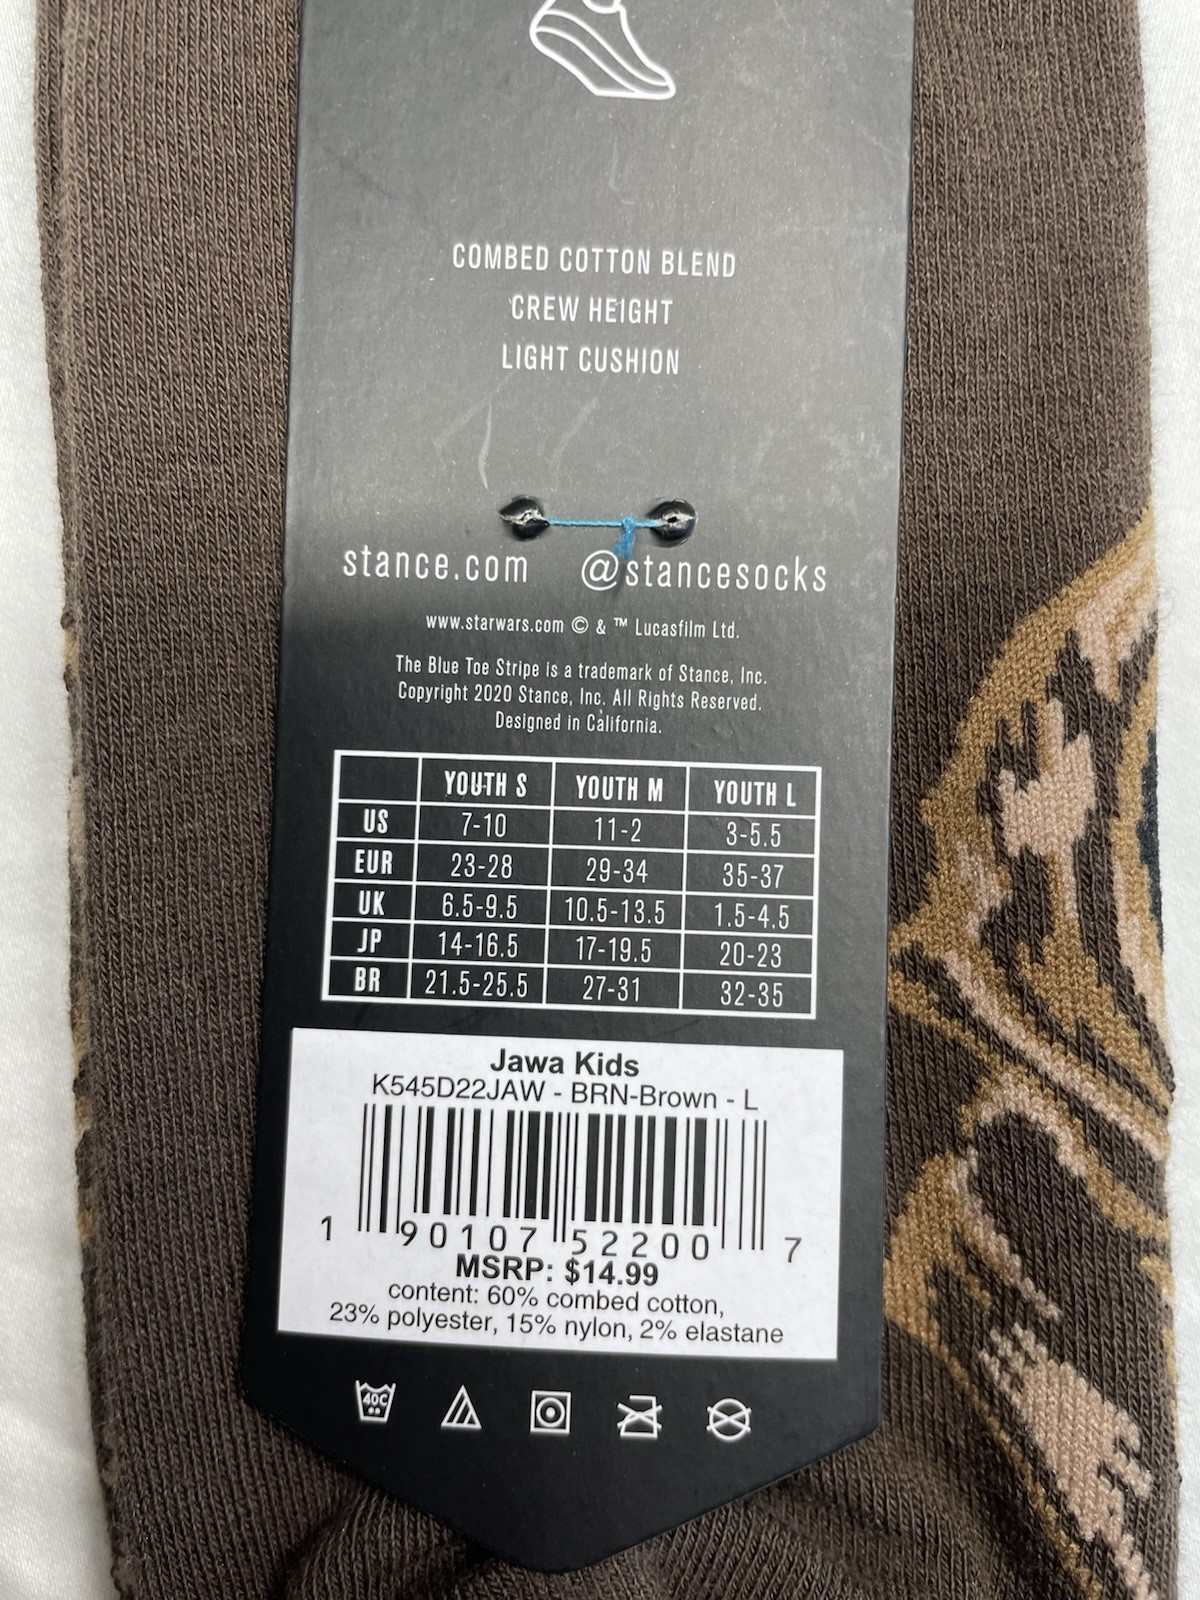 COMBED COTTON BLEND
CREW HEIGHT
LIGHT CUSHION
stance.com @stancesocks
www.starwars.com © & ™ Lucasfilm Ltd.
The Blue Toe Stripe is a trademark of Stance, Inc.
Copyright 2020 Stance, Inc. All Rights Reserved.
Designed in California.
YOUTH S YOUTH M YOUTH L
US 7-10 11-2 3-5.5
EUR 23-28 29-34 35-37
UK 6.5-9.5 10.5-13.5 1.5-4.5
JP 14-16.5 17-19.5 20-23
BR 21.5-25.5 27-31 32-35
Jawa Kids
K545D22JAW - BRN-Brown - L
1 90107 52200 7
MSRP: $14.99
content: 60% combed cotton,
23% polyester, 15% nylon, 2% elastane
40C